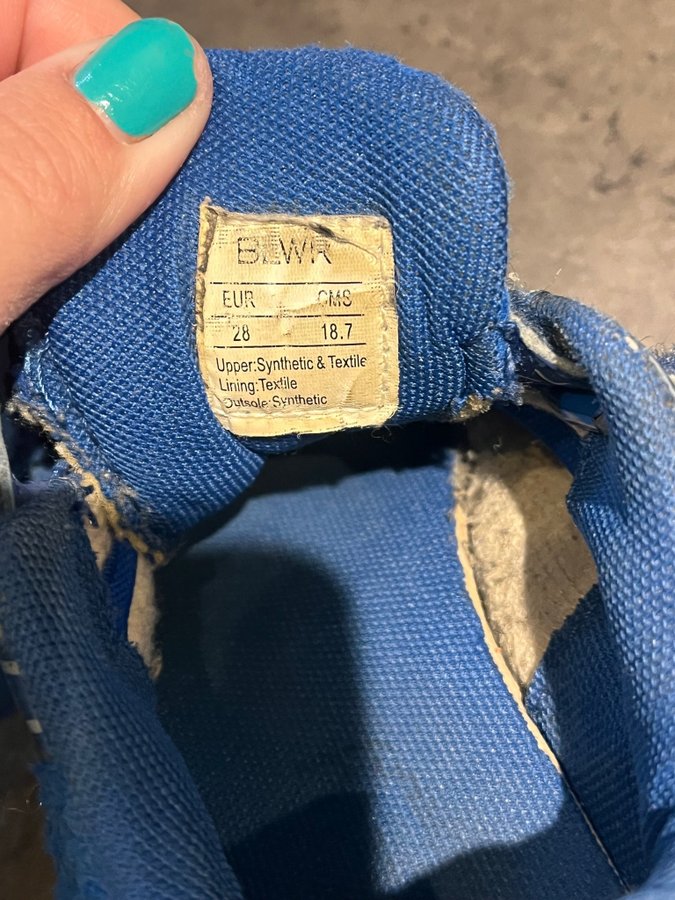 BLWR
EUR CMS
28 18.7
Upper:Synthetic & Textile
Lining:Textile
Outsole:Synthetic